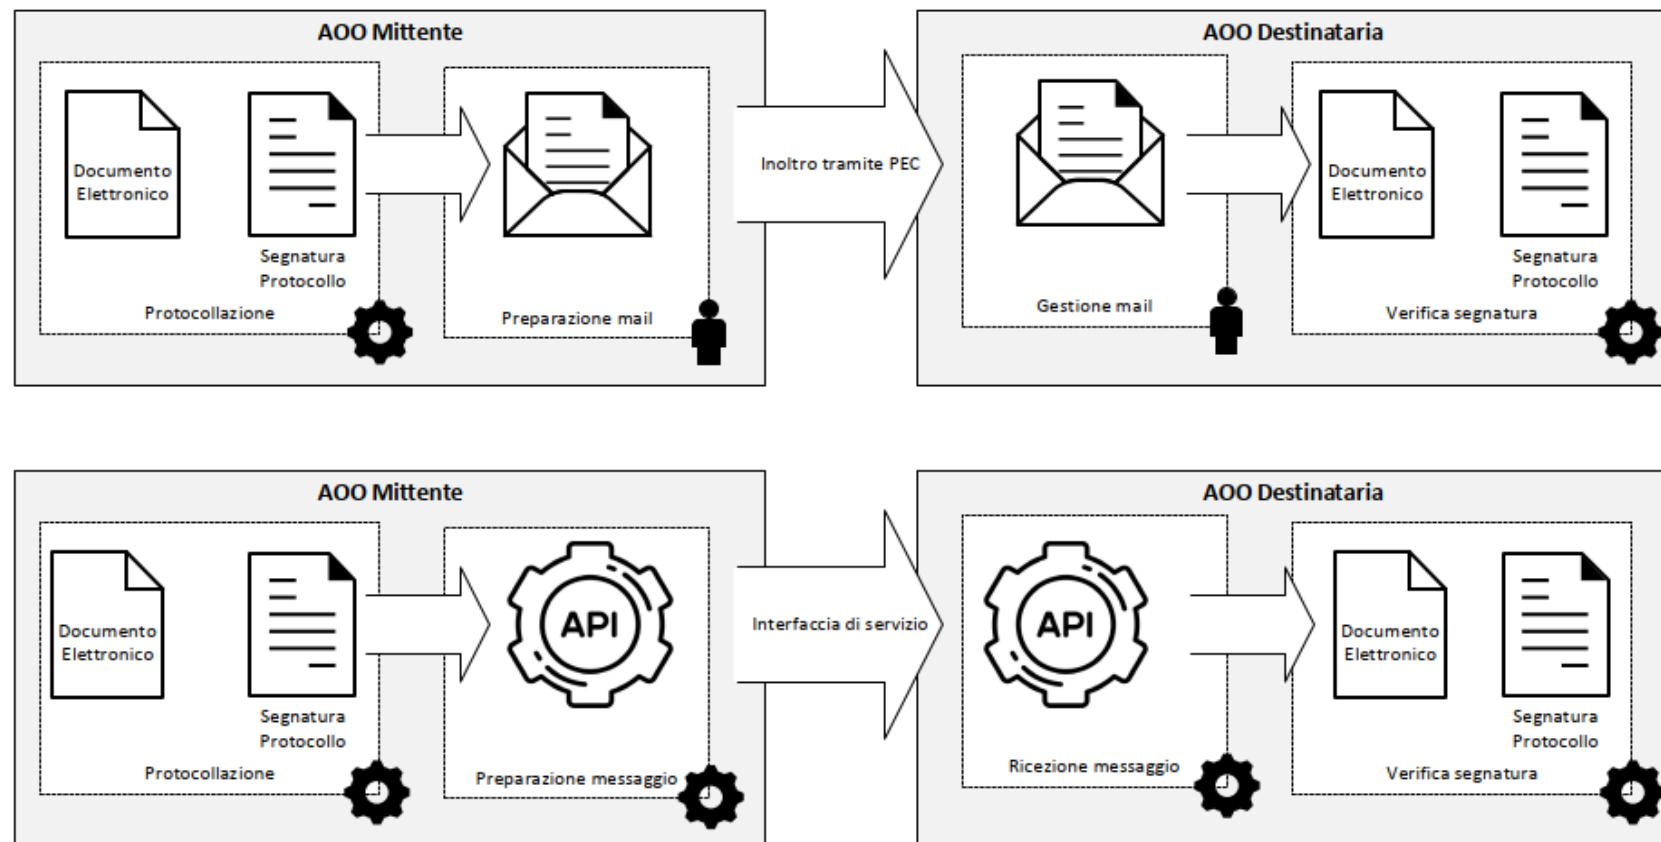 AOO Mittente
Documento
Elettronico
Segnatura
Protocollo
Protocollazione
Preparazione mail
Inoltro tramite PEC
AOO Destinataria
Gestione mail
Documento
Elettronico
Segnatura
Protocollo
Verifica segnatura
AOO Mittente
Documento
Elettronico
Segnatura
Protocollo
Protocollazione
API
Preparazione messaggio
Interfaccia di servizio
AOO Destinataria
API
Ricezione messaggio
Documento
Elettronico
Segnatura
Protocollo
Verifica segnatura